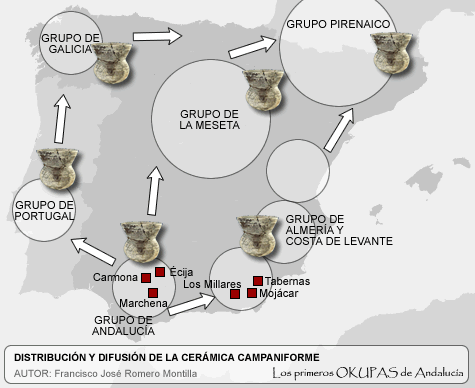 GRUPO DE
GALICIA
GRUPO PIRENAICO
GRUPO DE
LA MESETA
GRUPO DE
PORTUGAL
GRUPO DE
ALMERÍA Y
COSTA DE LEVANTE
Écija
Carmona
Marchena
Los Millares
Tabernas
Mojácar
GRUPO DE
ANDALUCÍA
DISTRIBUCIÓN Y DIFUSIÓN DE LA CERÁMICA CAMPANIFORME
AUTOR: Francisco José Romero Montilla
Los primeros OKUPAS de Andalucía